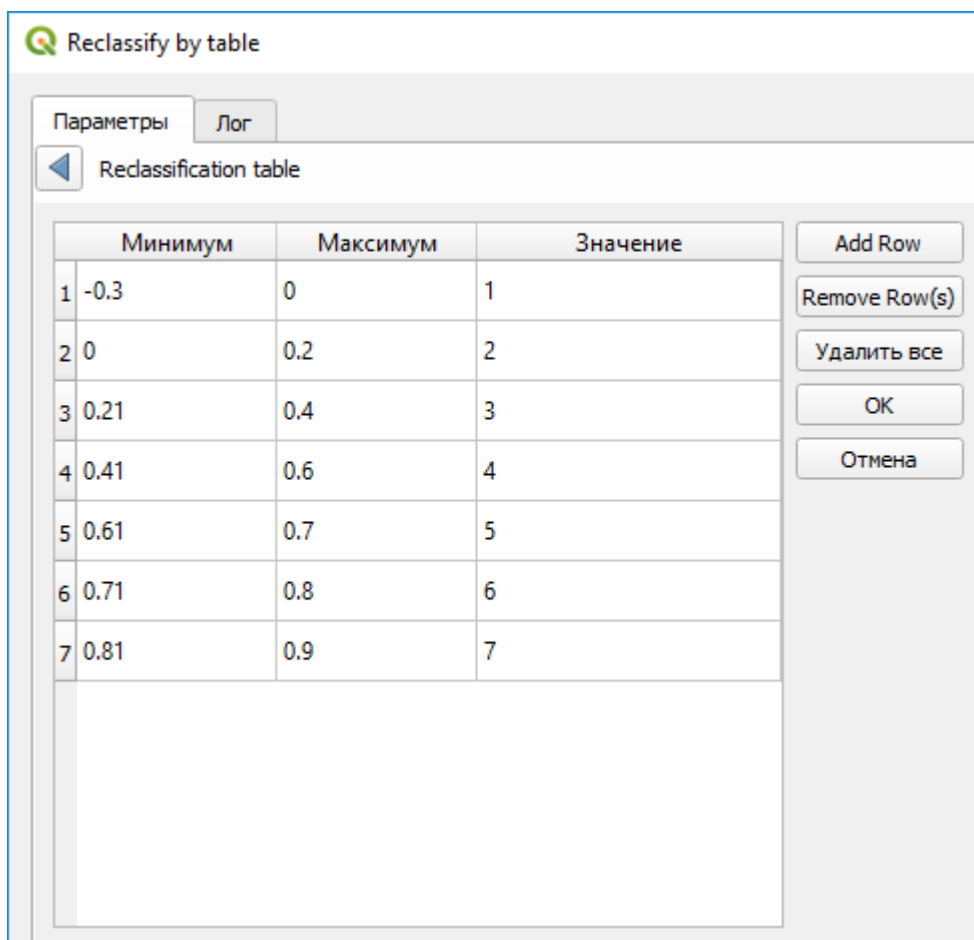 Reclassify by table
Параметры Лог
Reclassification table
Минимум Максимум Значение Add Row
1 -0.3 0 1 Remove Row(s)
2 0 0.2 2 Удалить все
3 0.21 0.4 3 OK
4 0.41 0.6 4 Отмена
5 0.61 0.7 5
6 0.71 0.8 6
7 0.81 0.9 7